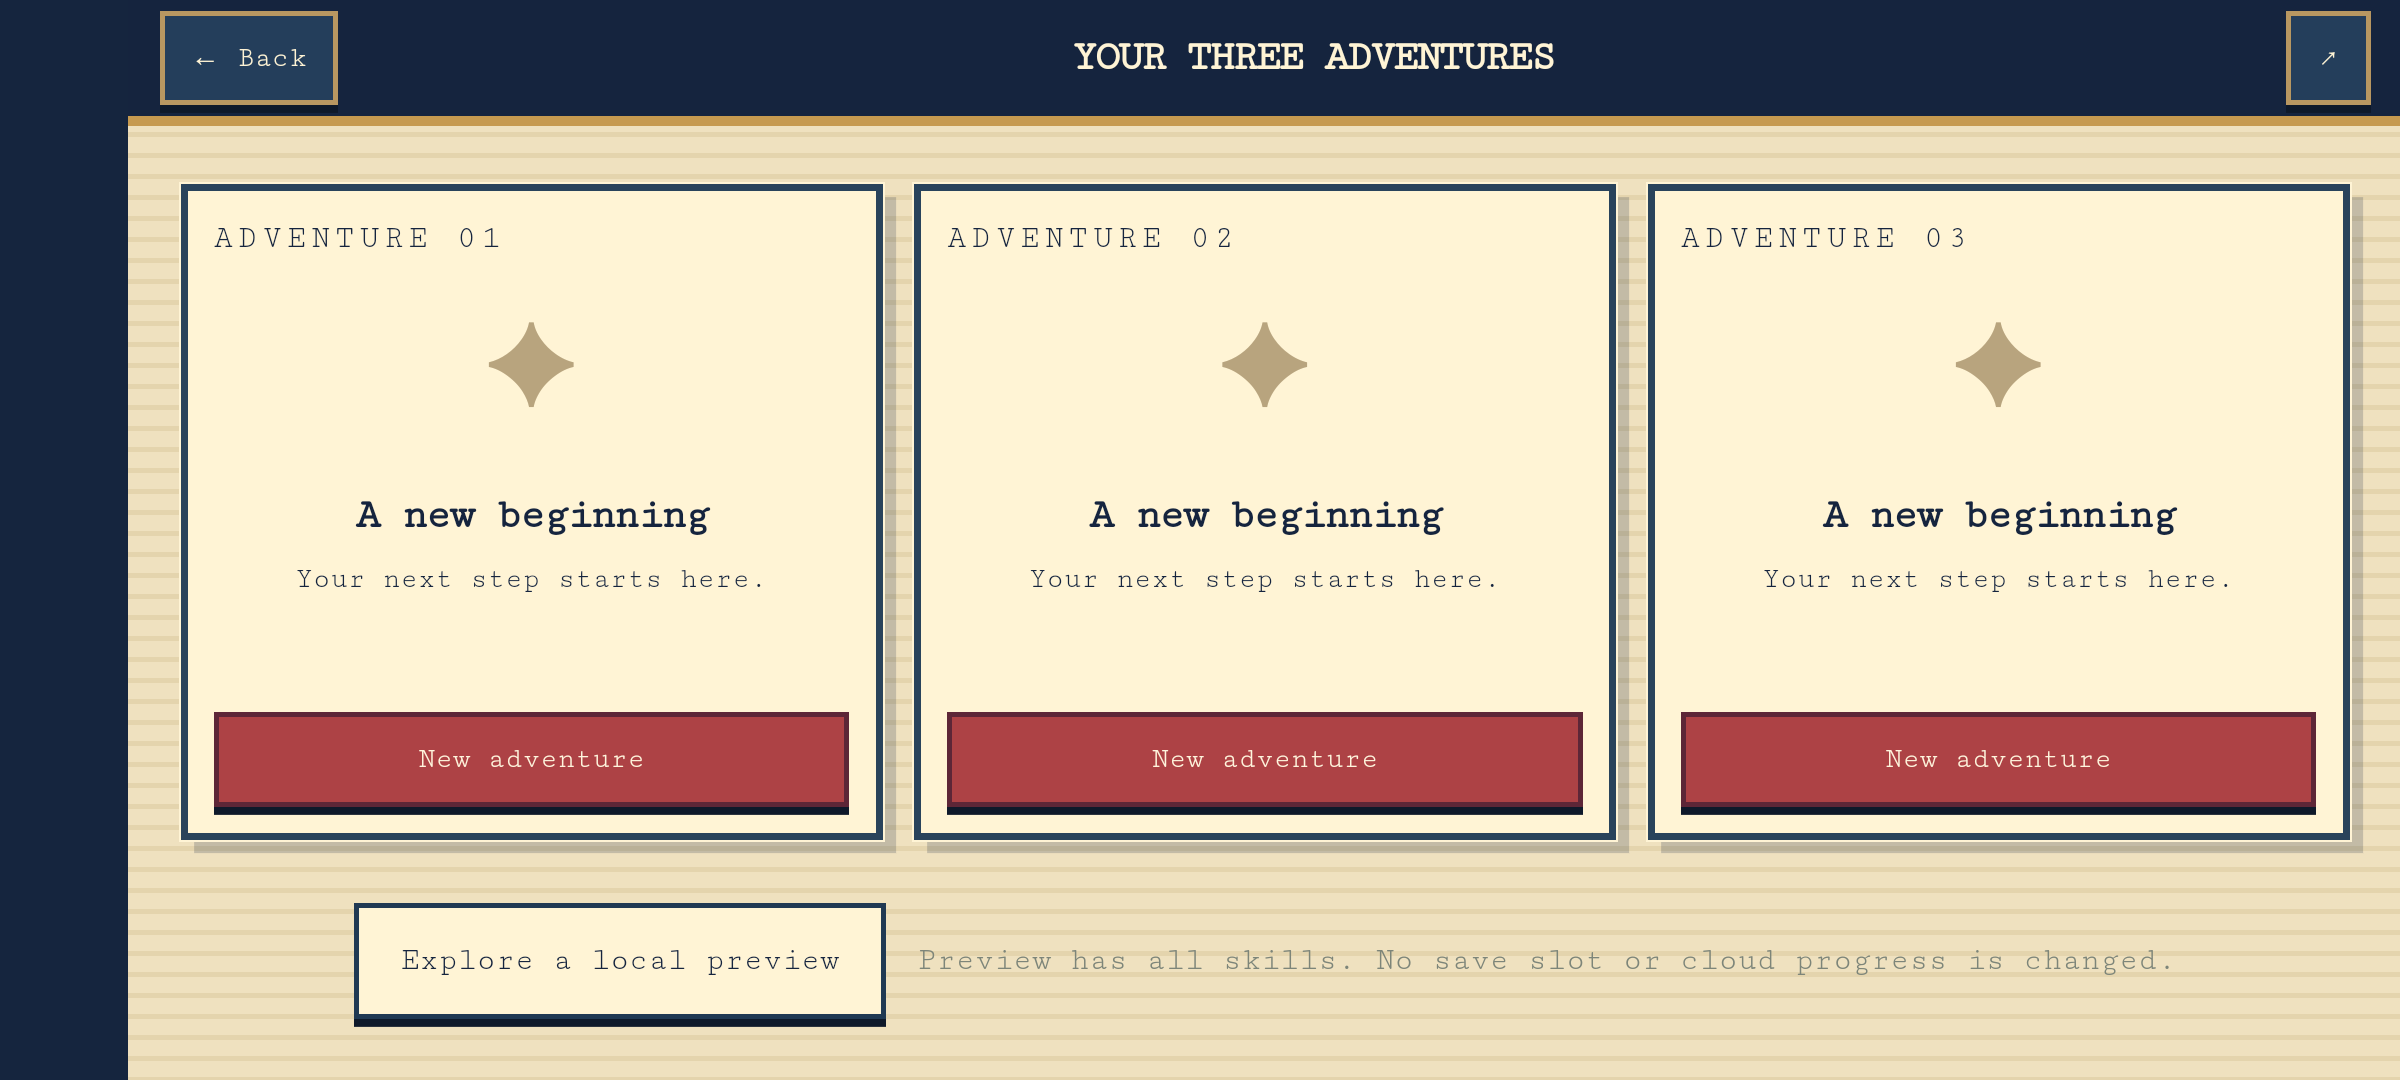 ← Back
YOUR THREE ADVENTURES
↗
ADVENTURE 01
A new beginning
Your next step starts here.
New adventure
ADVENTURE 02
A new beginning
Your next step starts here.
New adventure
ADVENTURE 03
A new beginning
Your next step starts here.
New adventure
Explore a local preview
Preview has all skills. No save slot or cloud progress is changed.